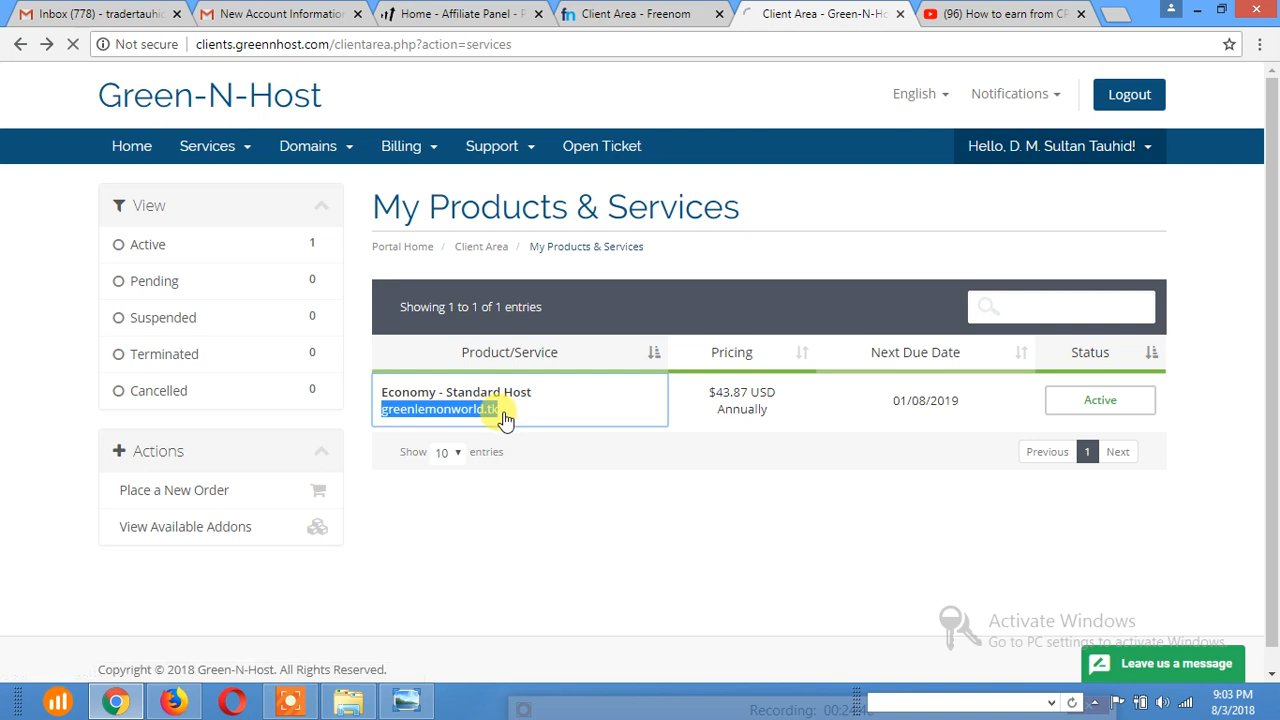 Inbox (778) - tradertauhi
New Account Information
Home - Affiliate Panel - P
Client Area - Freenom
Client Area - Green-N-Ho
(96) How to earn from CP
Not secure
clients.greennhost.com/clientarea.php?action=services
Green-N-Host
English
Notifications
Logout
Home
Services
Domains
Billing
Support
Open Ticket
Hello, D. M. Sultan Tauhid!
View
Active 1
Pending 0
Suspended 0
Terminated 0
Cancelled 0
Actions
Place a New Order
View Available Addons
My Products & Services
Portal Home / Client Area / My Products & Services
Showing 1 to 1 of 1 entries
Product/Service Pricing Next Due Date Status
Economy - Standard Host
greenlemonworld.tk
$43.87 USD
Annually
01/08/2019
Active
Show 10 entries
Previous 1 Next
Activate Windows
Go to PC settings to activate Windows.
Copyright © 2018 Green-N-Host. All Rights Reserved.
Leave us a message
9:03 PM
8/3/2018